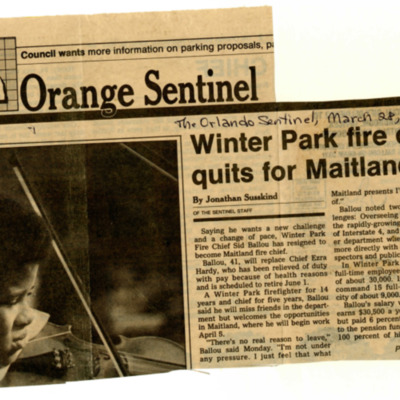 Council wants more information on parking proposals,
Orange Sentinel
The Orlando Sentinel, March 28,
Winter Park fire
quits for Maitland
By Jonathan Susskind
OF THE SENTINEL STAFF
Saying he wants a new challenge
and a change of pace, Winter Park
Fire Chief Sid Ballou has resigned to
become Maitland fire chief.
Ballou, 41, will replace Chief Ezra
Hardy, who has been relieved of duty
with pay because of health reasons
and is scheduled to retire June 1.
A Winter Park firefighter for 14
years and chief for five years, Ballou
said he will miss friends in the depart-
ment but welcomes the opportunities
in Maitland, where he will begin work
April 5.
"There's no real reason to leave,"
Ballou said Monday. "I'm not under
any pressure. I just feel that what
Maitland presents I'
of."
Ballou noted two
lenges: Overseeing
the rapidly-growing
of Interstate 4, and
er department where
more directly with
spectors and public
In Winter Park
full-time employee
of about 30,000.
command 15 full-
city of about 9,000.
Ballou's salary
earns $30,500 a y
but paid 6 percent
to the pension fun
100 percent of hi